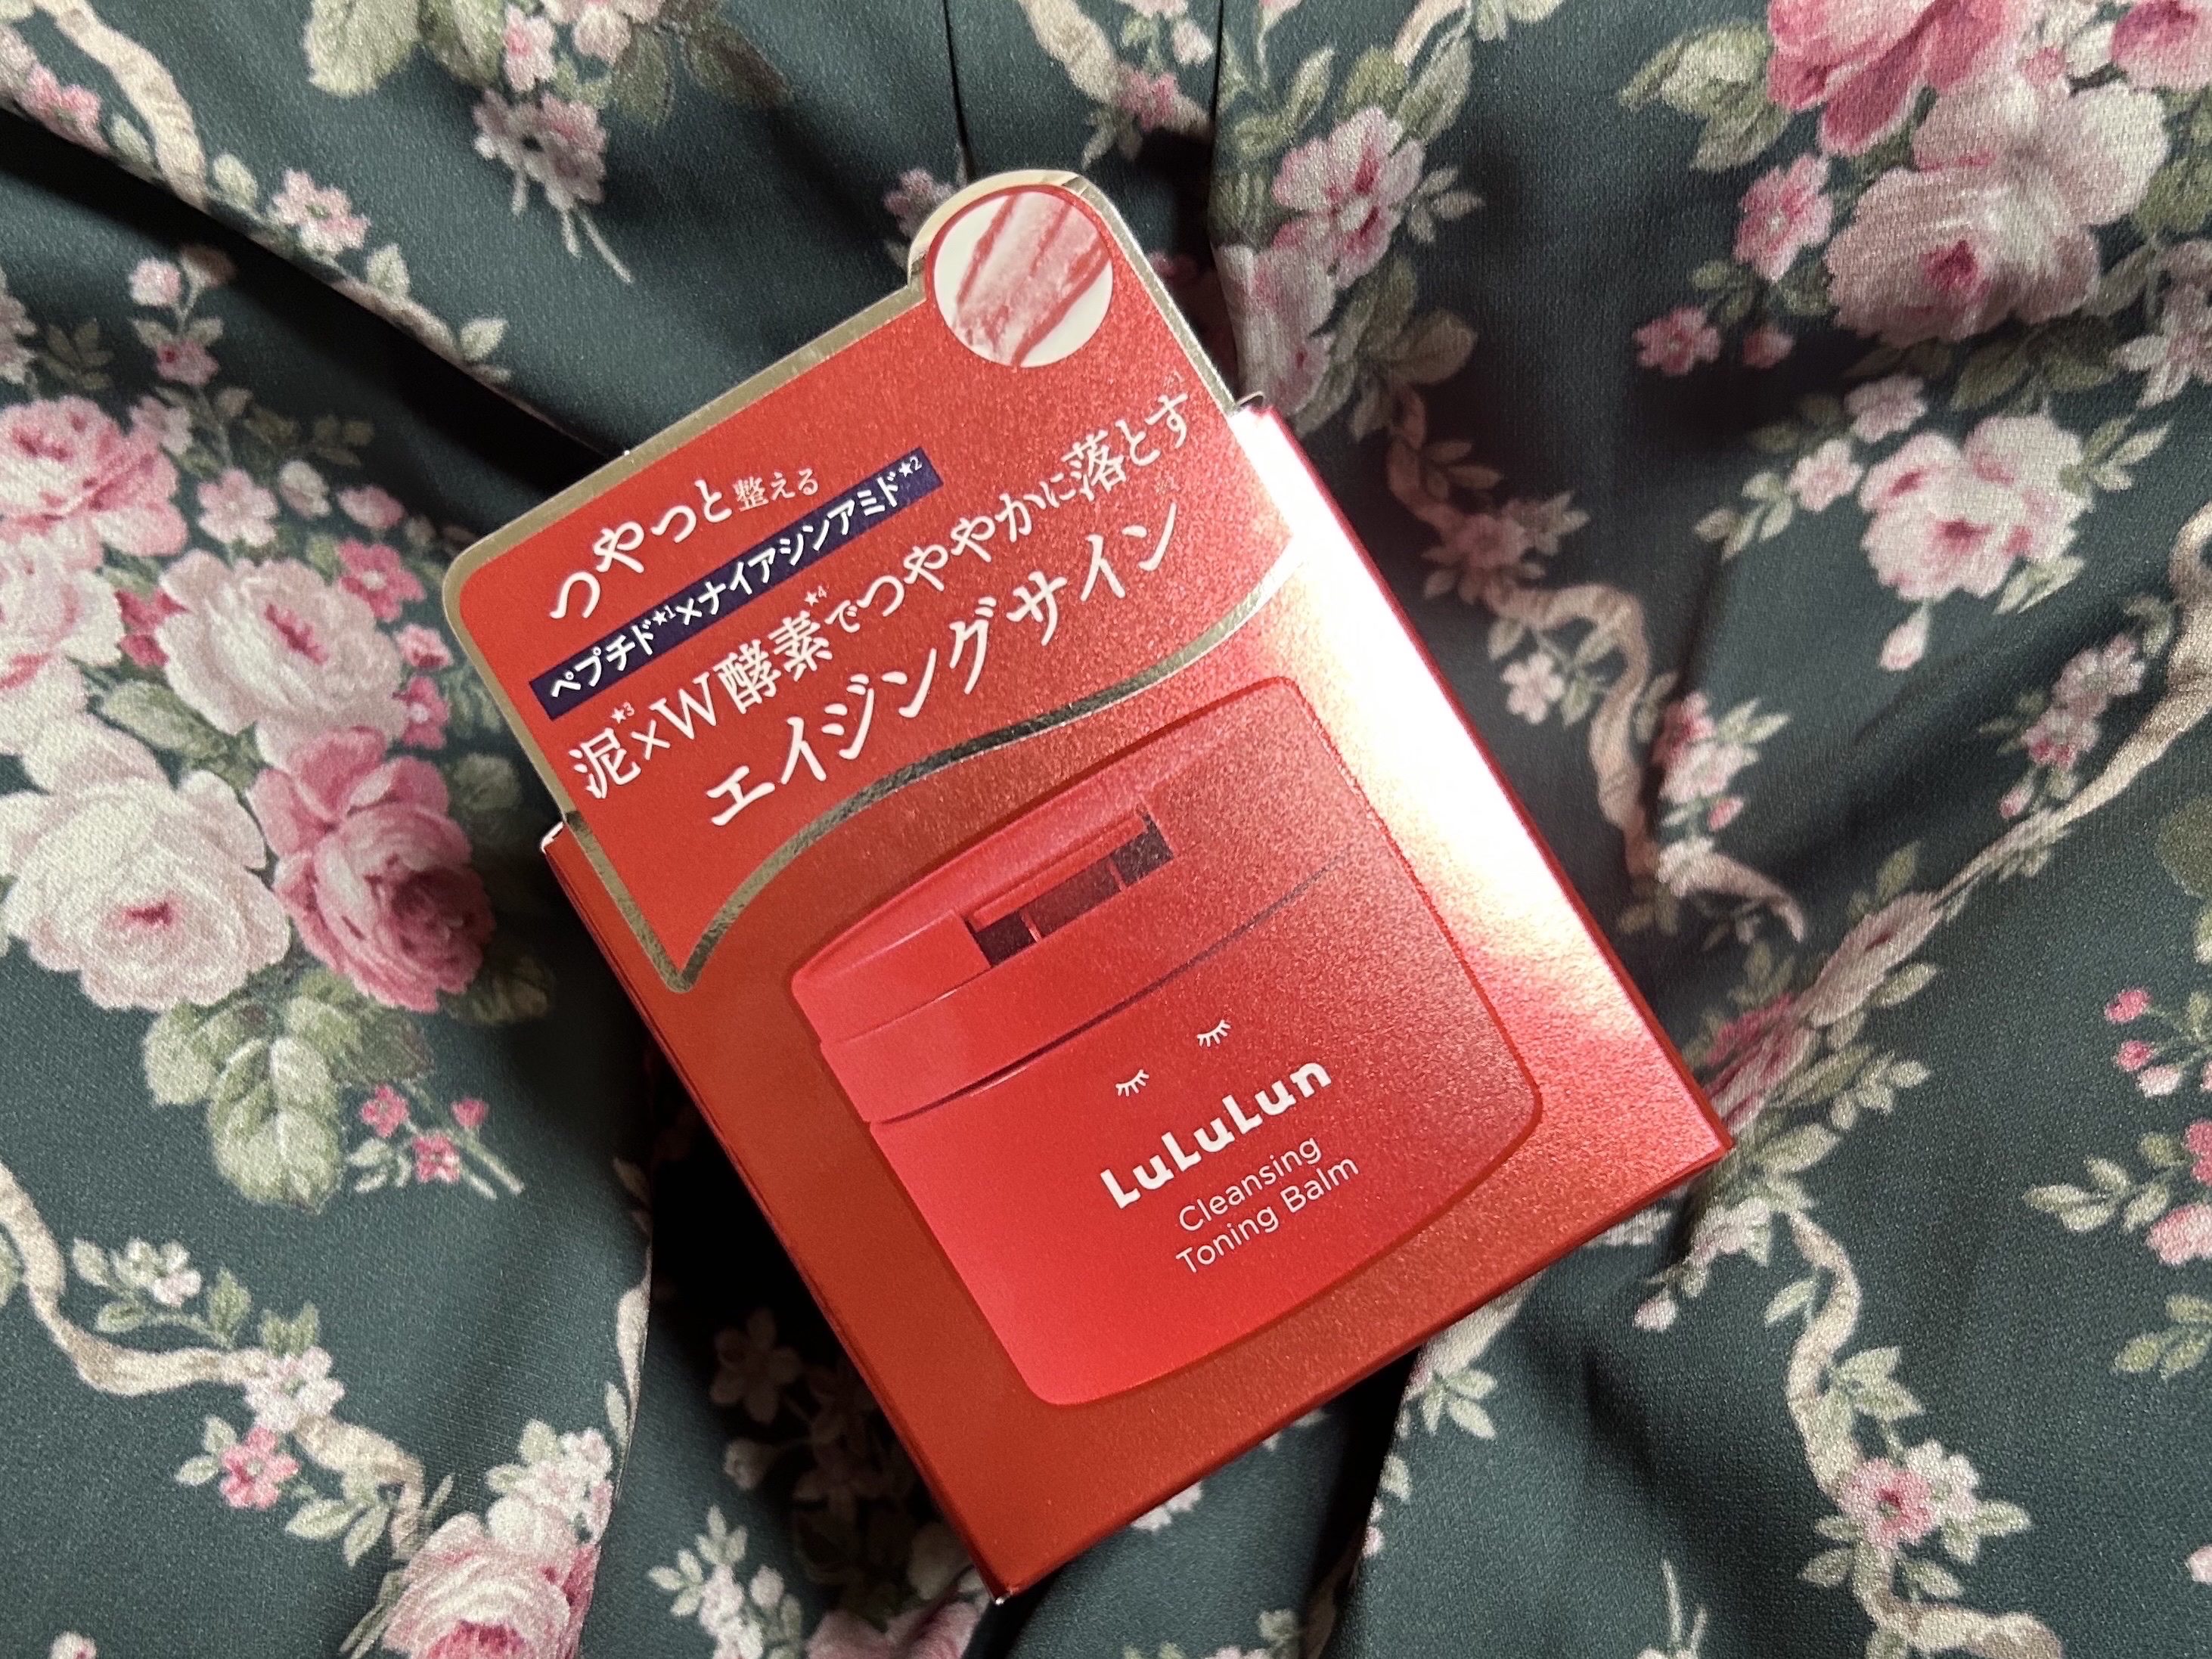 つやっと整える
ペプチド★1×ナイアシンアミド★2
泥★3×W酵素★4でつややかに落とす※1
エイジングサイン
LuLuLun
Cleansing
Toning Balm